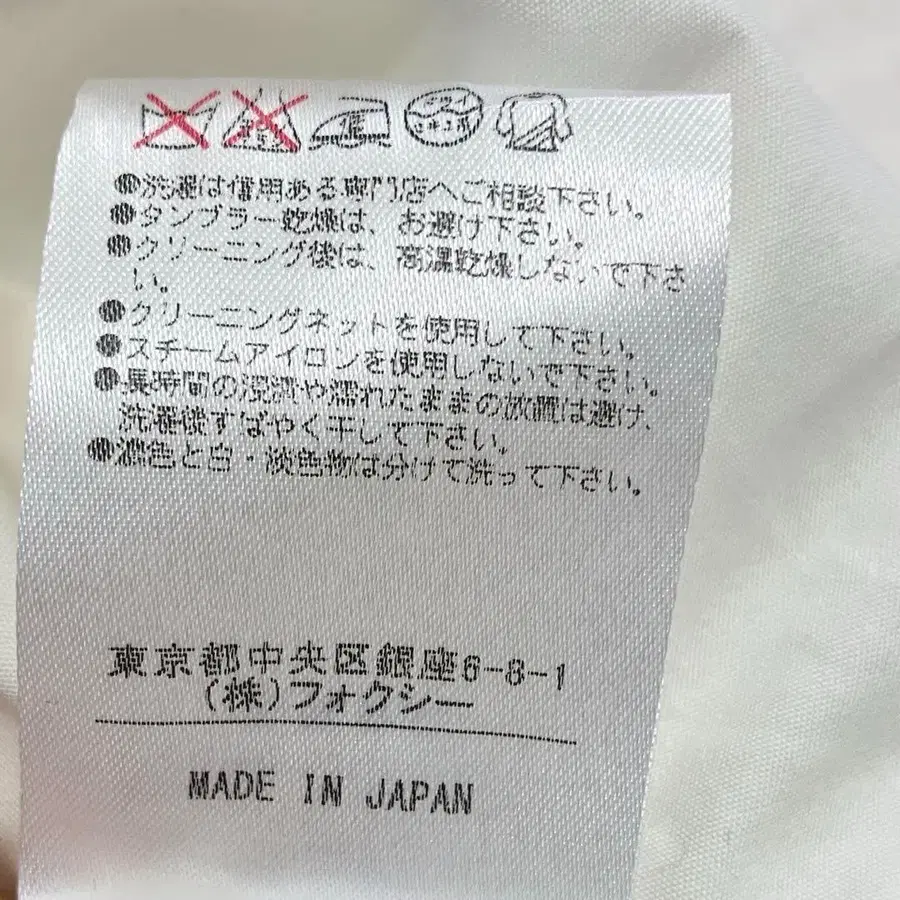 ●洗濯は信用ある専門店へご相談下さい。
●タンブラー乾燥は、お避け下さい。
●クリーニング後は、高温乾燥しないで下さ
い。
●クリーニングネットを使用して下さい。
●スチームアイロンを使用しないで下さい。
●長時間の浸漬や濡れたままの放置は避け、
洗濯後すばやく干して下さい。
●濃色と白・淡色物は分けて洗って下さい。
東京都中央区銀座6-8-1
(株)フォクシー
MADE IN JAPAN